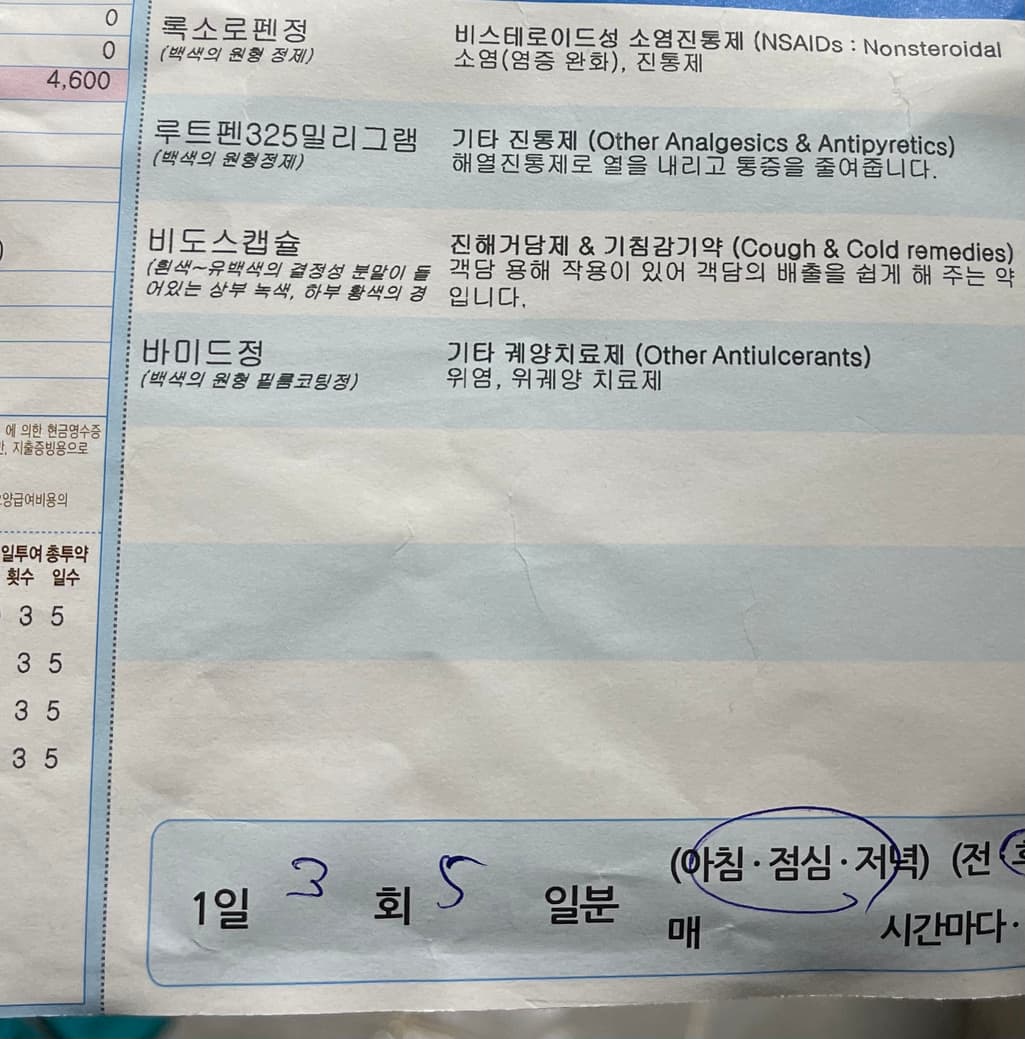 0
0
4,600
에 의한 현금영수증
, 지출증빙용으로
요양급여비용의
일투여 총투약
횟수 일수
3 5
3 5
3 5
3 5
록소로펜정
(백색의 원형 정제)
비스테로이드성 소염진통제 (NSAIDs : Nonsteroidal
소염(염증 완화), 진통제
루트펜325밀리그램
(백색의 원형정제)
기타 진통제 (Other Analgesics & Antipyretics)
해열진통제로 열을 내리고 통증을 줄여줍니다.
비도스캡슐
(흰색~유백색의 결정성 분말이 들
어있는 상부 녹색, 하부 황색의 경
진해거담제 & 기침감기약 (Cough & Cold remedies)
객담 용해 작용이 있어 객담의 배출을 쉽게 해 주는 약
입니다.
바미드정
(백색의 원형 필름코팅정)
기타 궤양치료제 (Other Antiulcerants)
위염, 위궤양 치료제
1일 3 회 5 일분
(아침·점심·저녁) (전
매 시간마다·